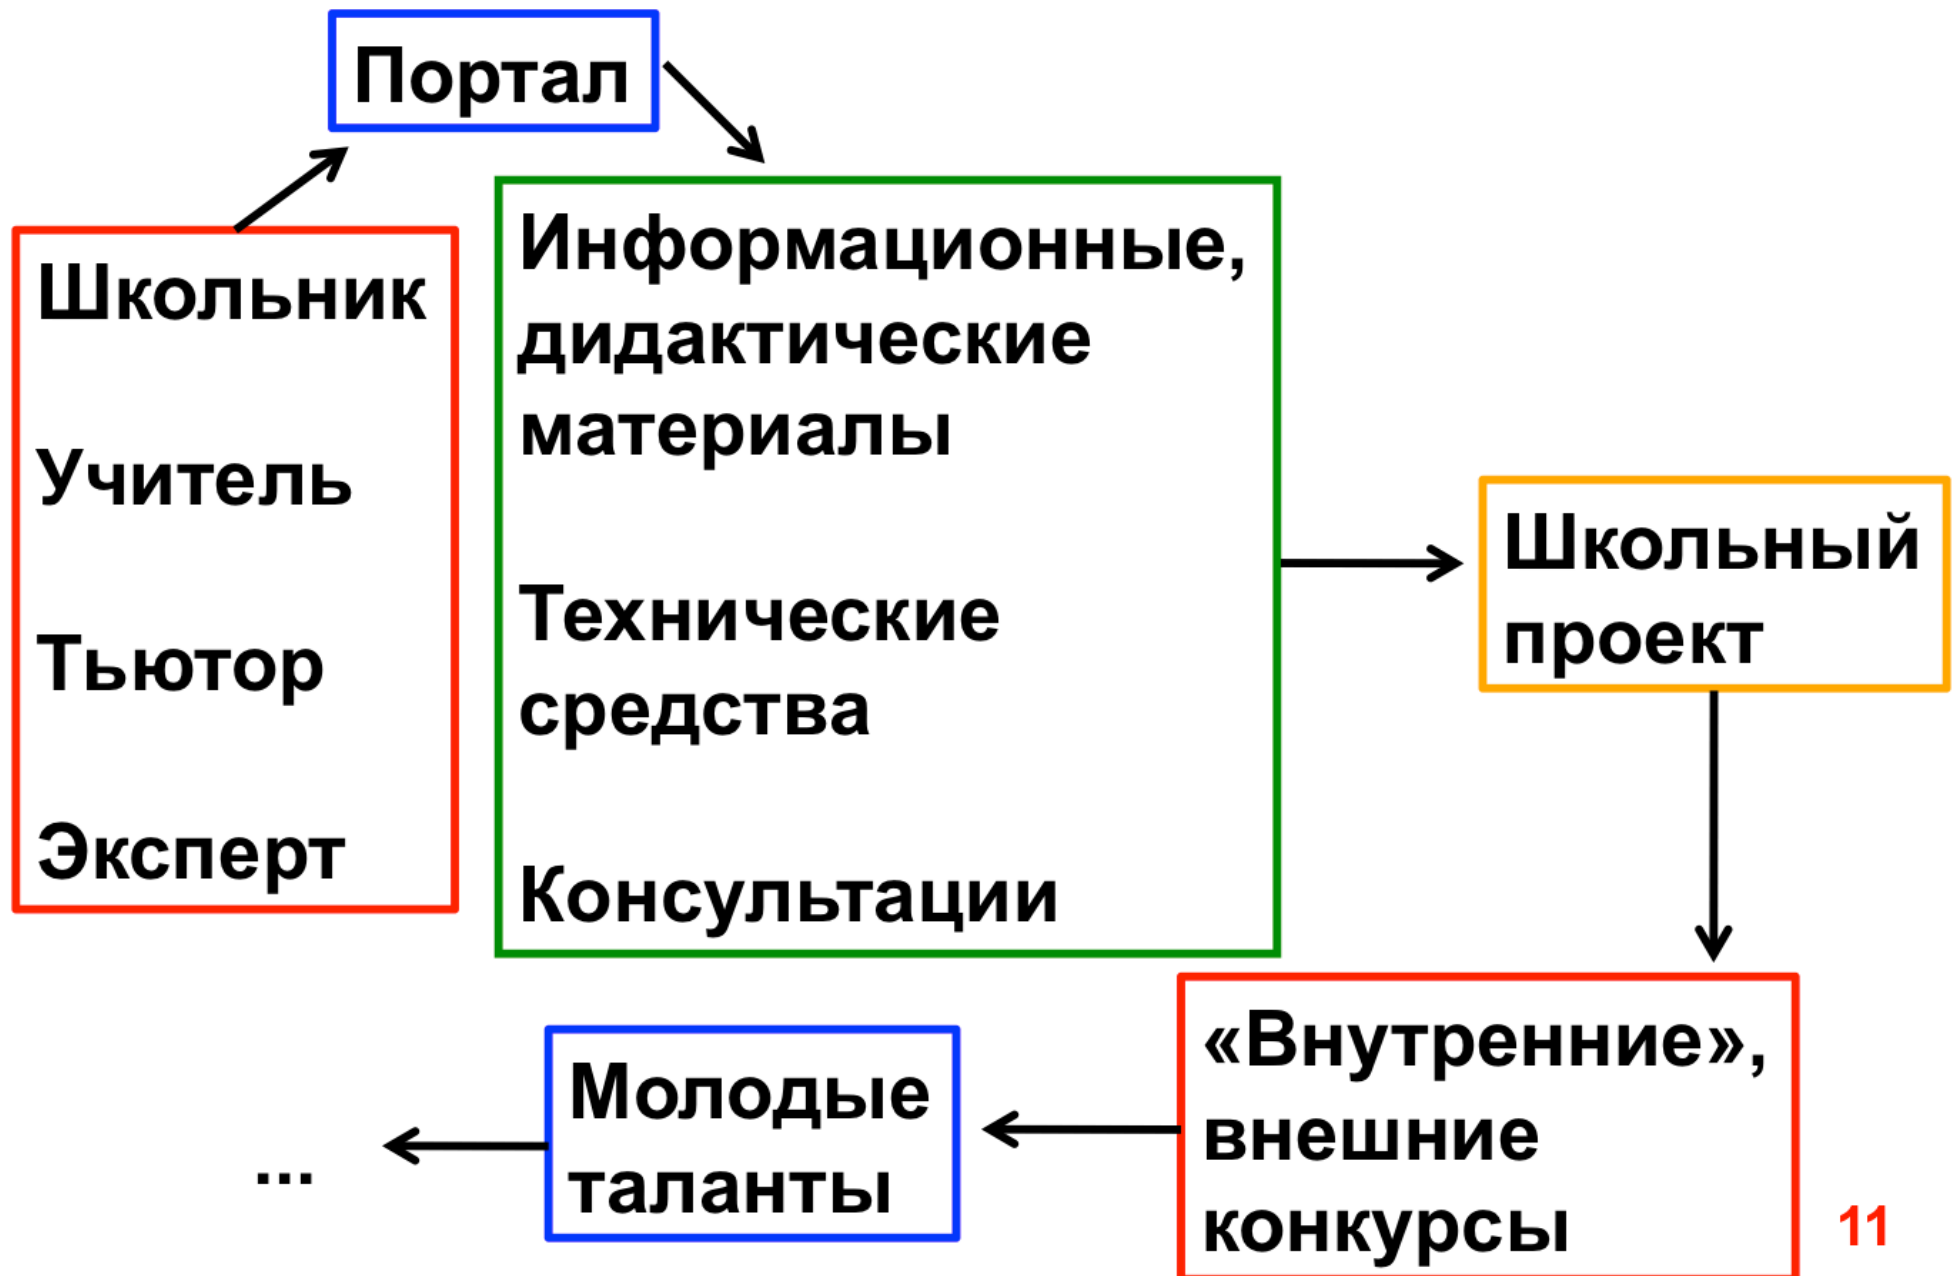 Портал
Школьник
Учитель
Тьютор
Эксперт
Информационные,
дидактические
материалы
Технические
средства
Консультации
Школьный
проект
«Внутренние»,
внешние
конкурсы
Молодые
таланты
...
11